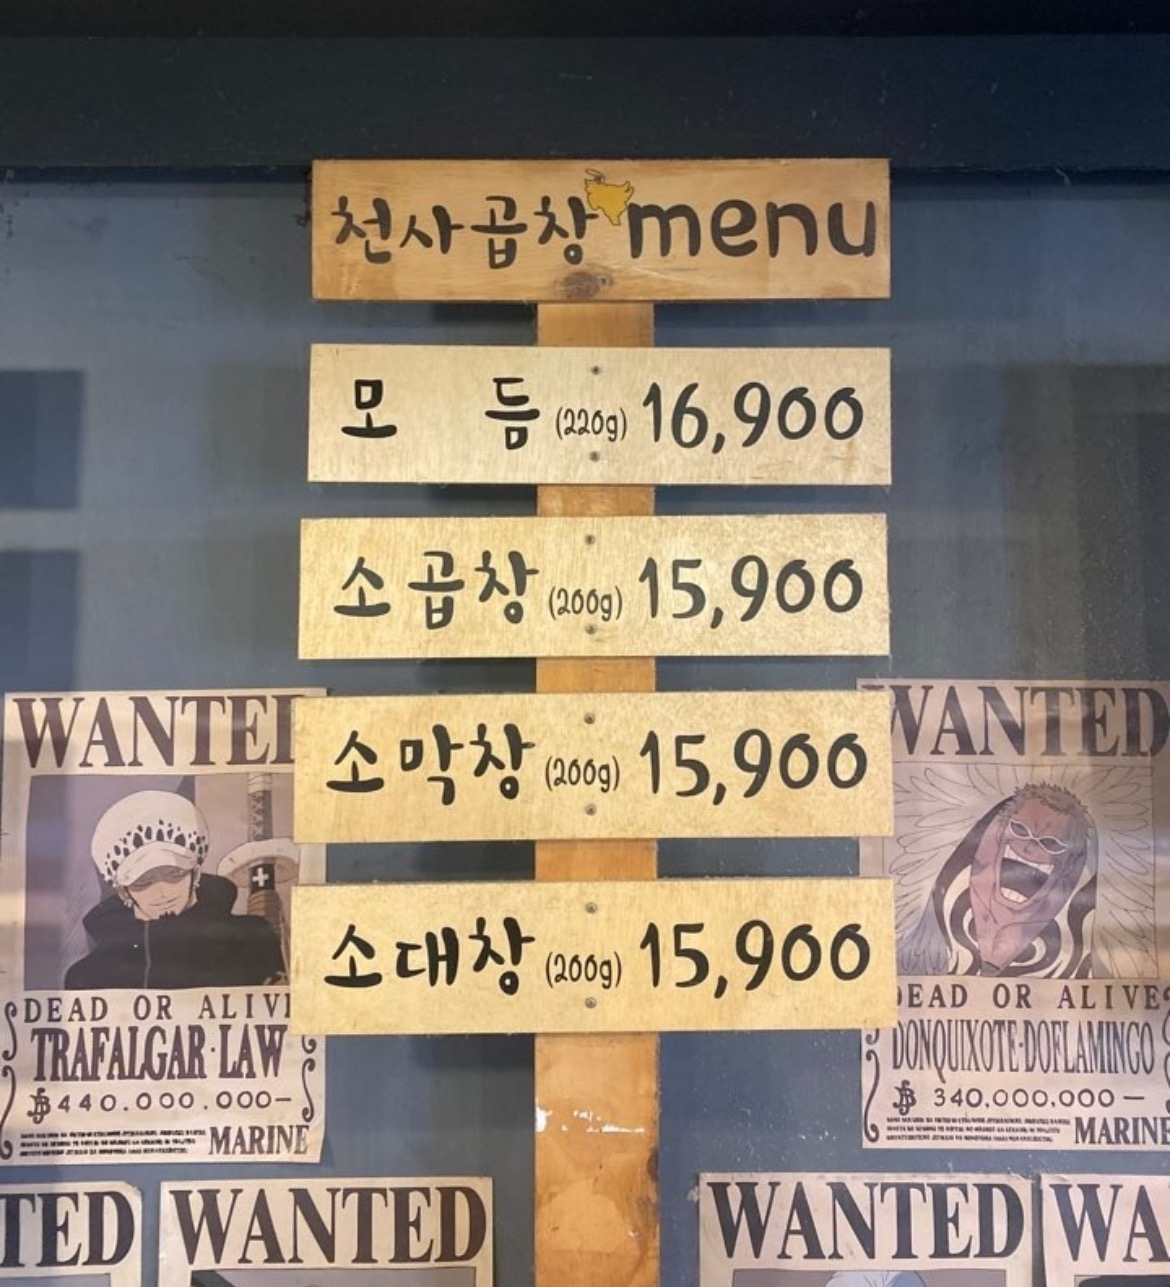 천사곱창 menu
모 듬 (220g) 16,900
소곱창 (200g) 15,900
소막창 (200g) 15,900
소대창 (200g) 15,900
WANTED
DEAD OR ALIVE
TRAFALGAR·LAW
440.000.000-
MARINE
WANTED
DEAD OR ALIVE
DONQUIXOTE·DOFLAMINGO
340,000,000-
MARINE
TED
WANTED
WANTED
WA